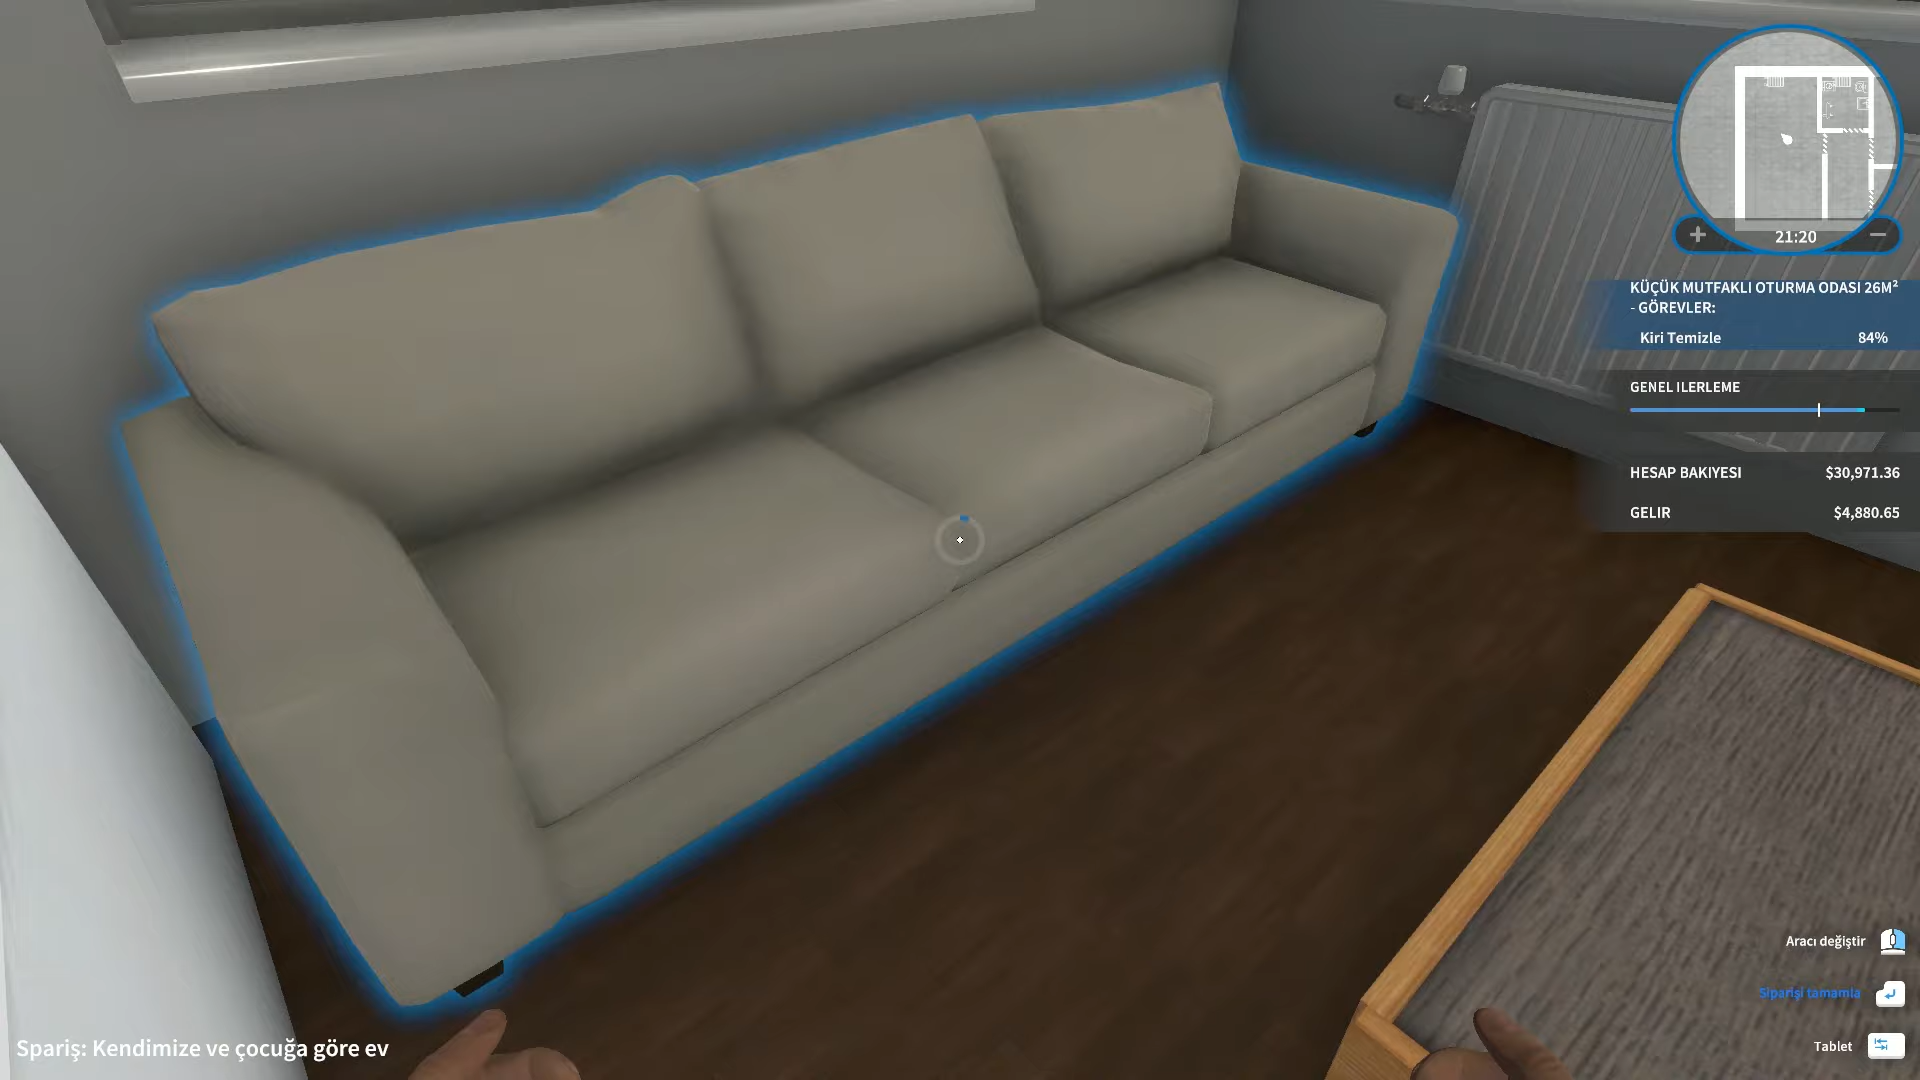 21:20
KÜÇÜK MUTFAKLI OTURMA ODASI 26M²
- GÖREVLER:
Kiri Temizle 84%
GENEL ILERLEME
HESAP BAKIYESI $30,971.36
GELIR $4,880.65
Aracı değiştir
Siparişi tamamla
Tablet
Spariş: Kendimize ve çocuğa göre ev